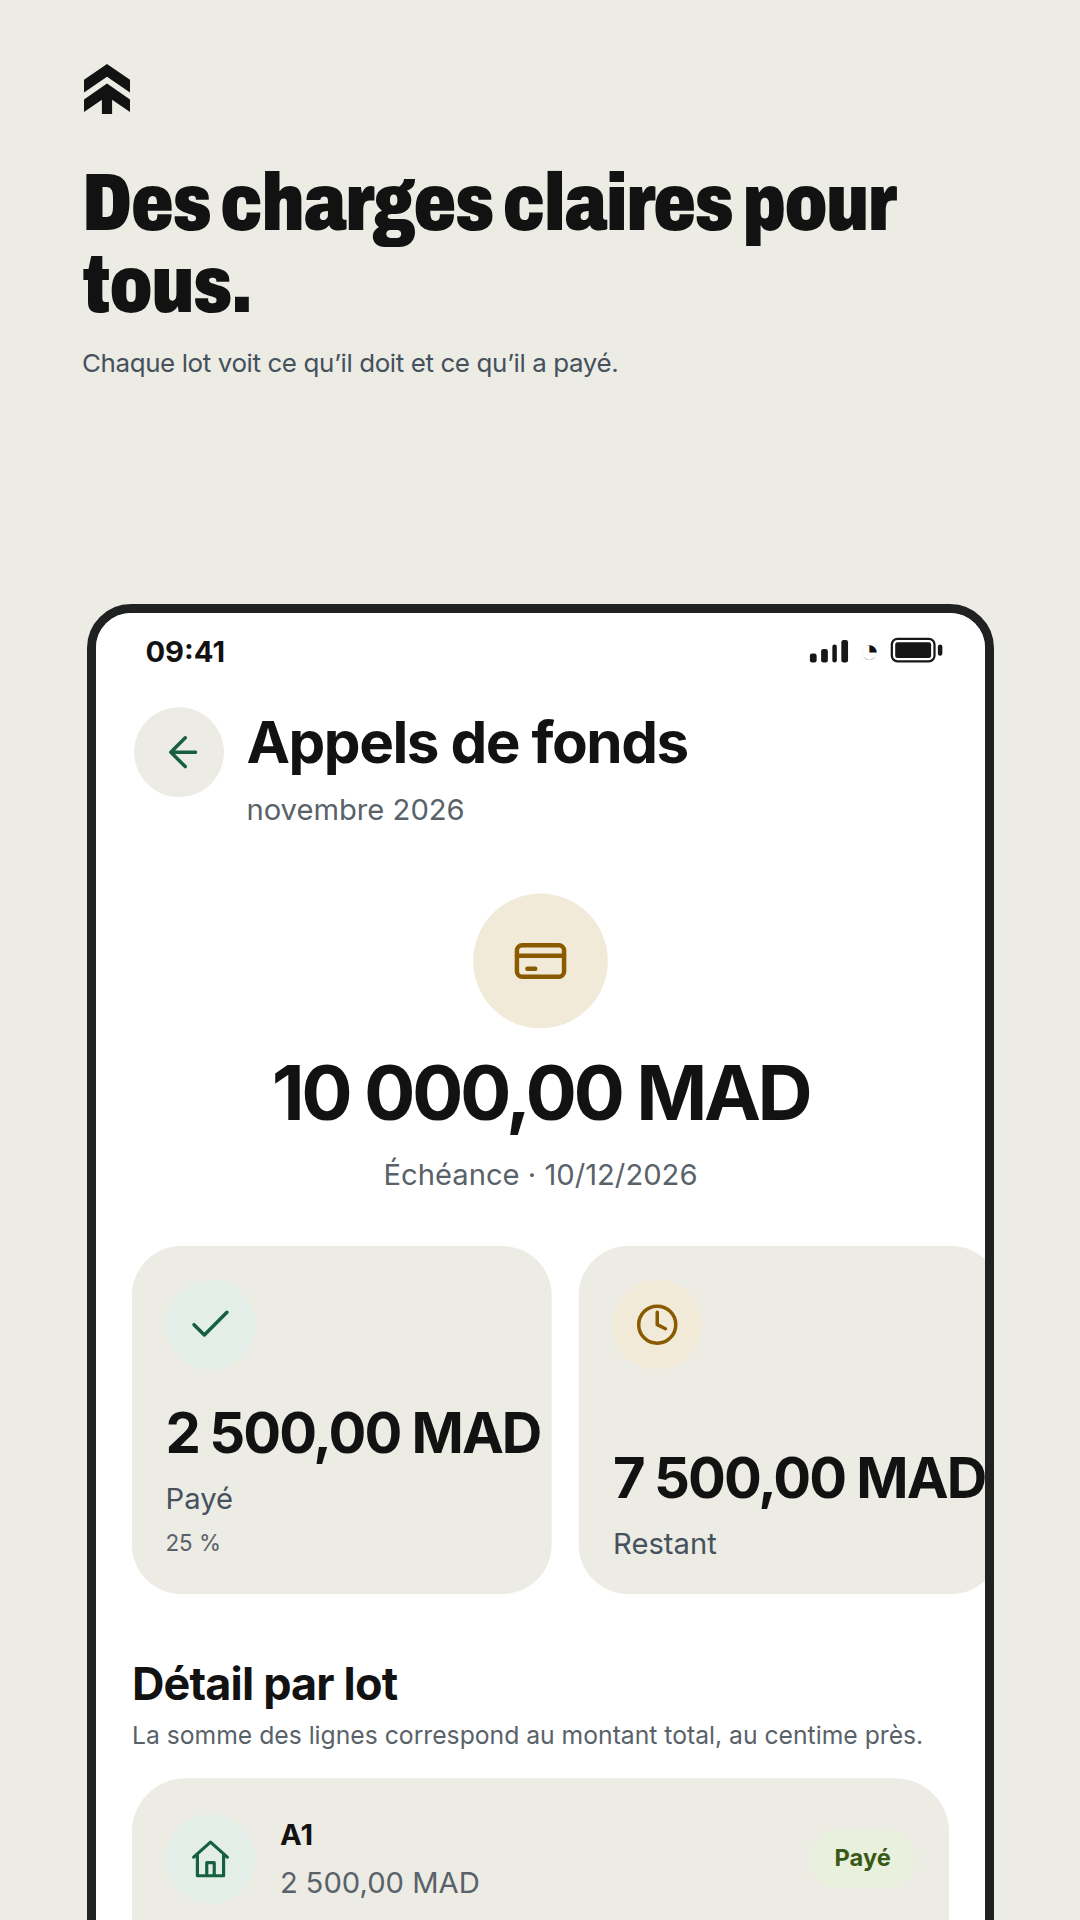 Des charges claires pour
tous.
Chaque lot voit ce qu’il doit et ce qu’il a payé.
09:41
Appels de fonds
novembre 2026
10 000,00 MAD
Échéance · 10/12/2026
2 500,00 MAD
Payé
25 %
7 500,00 MAD
Restant
Détail par lot
La somme des lignes correspond au montant total, au centime près.
A1
2 500,00 MAD
Payé